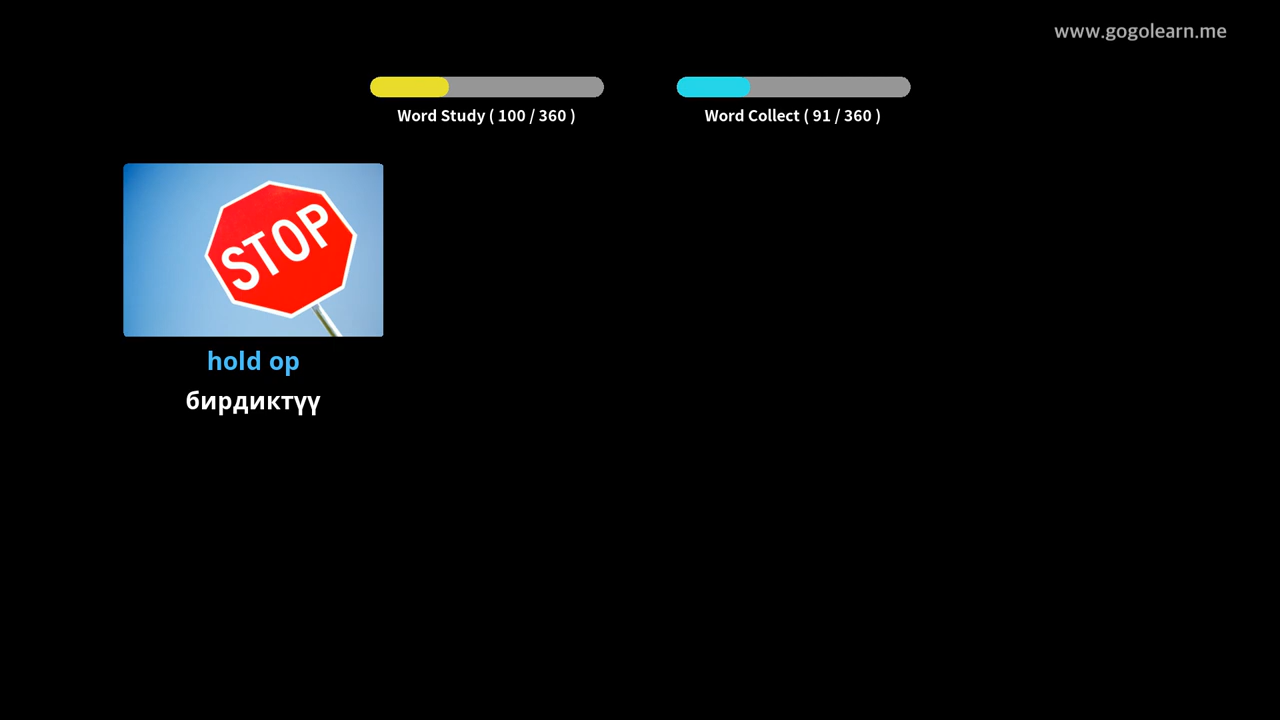 www.gogolearn.me
Word Study ( 100 / 360 )
Word Collect ( 91 / 360 )
STOP
hold op
бирдиктүү